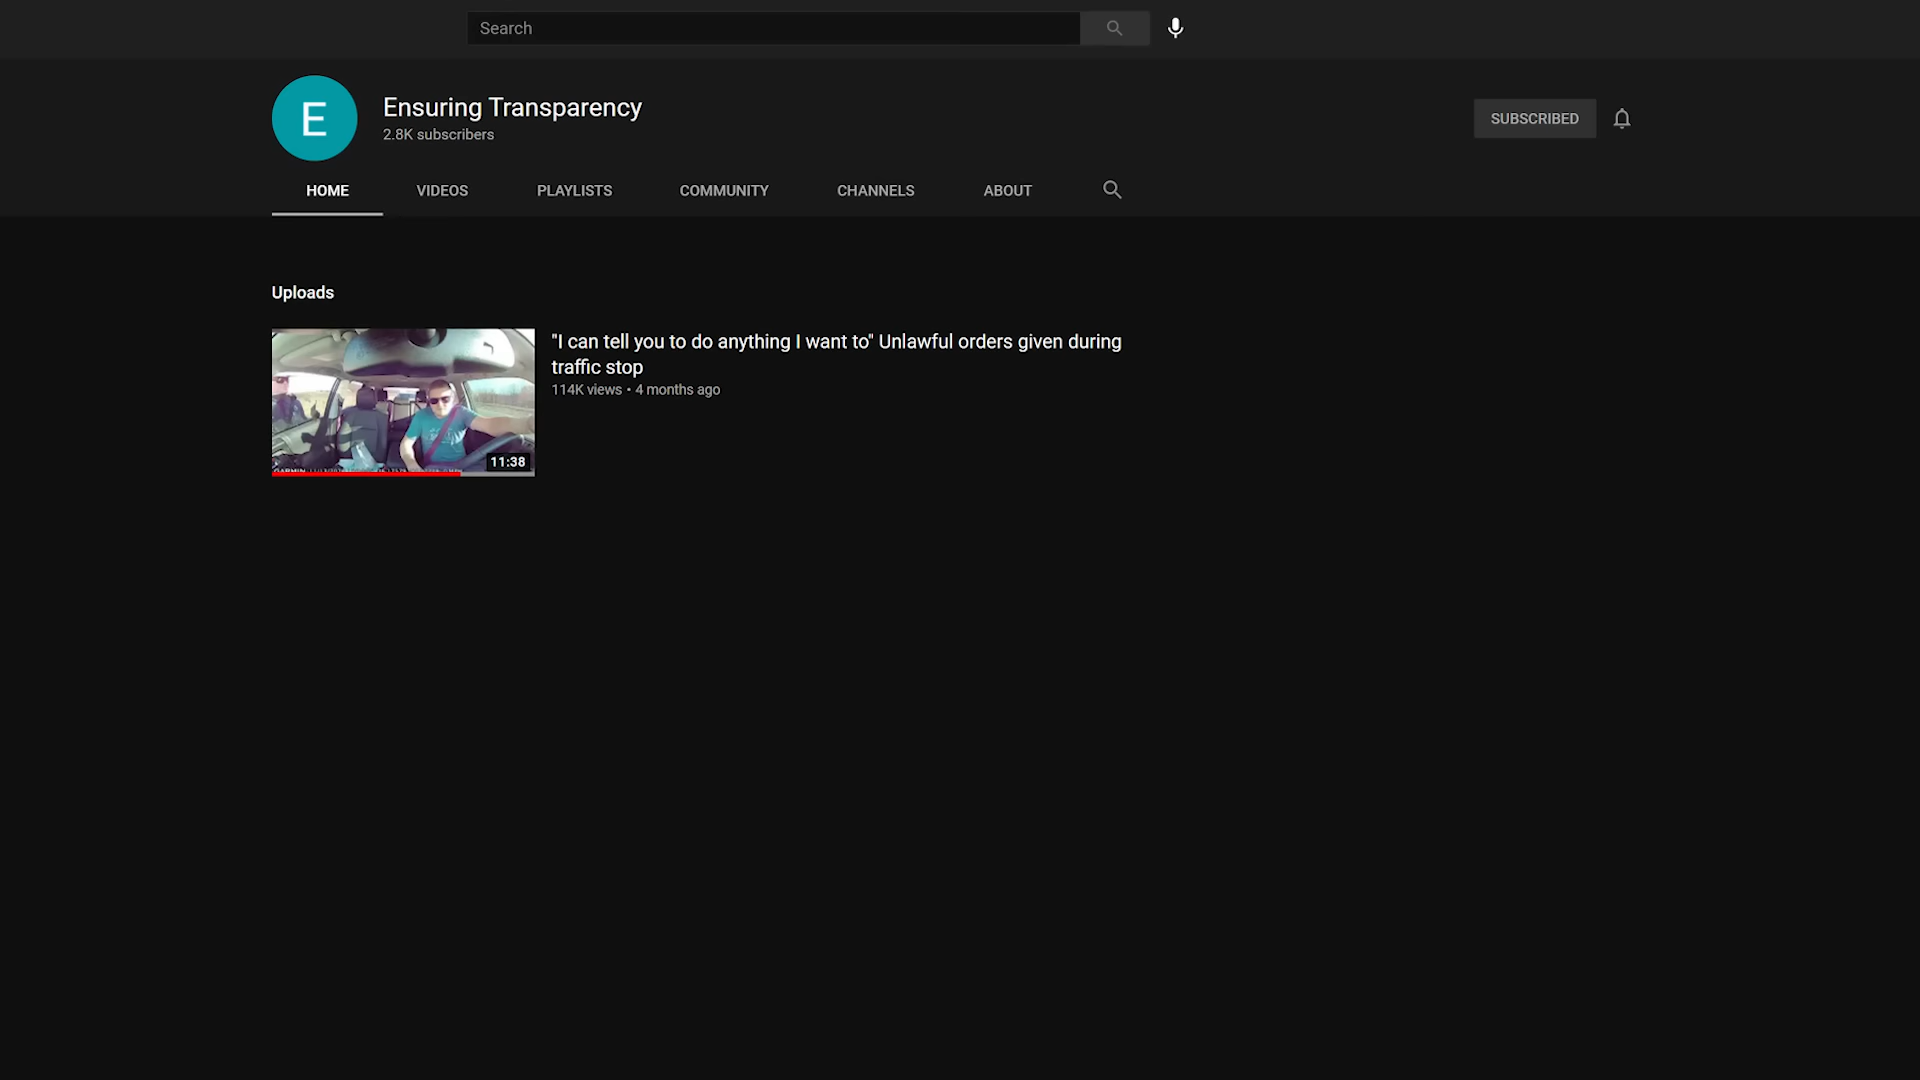 Search
E
Ensuring Transparency
2.8K subscribers
SUBSCRIBED
HOME VIDEOS PLAYLISTS COMMUNITY CHANNELS ABOUT
Uploads
"I can tell you to do anything I want to" Unlawful orders given during
traffic stop
114K views • 4 months ago
11:38